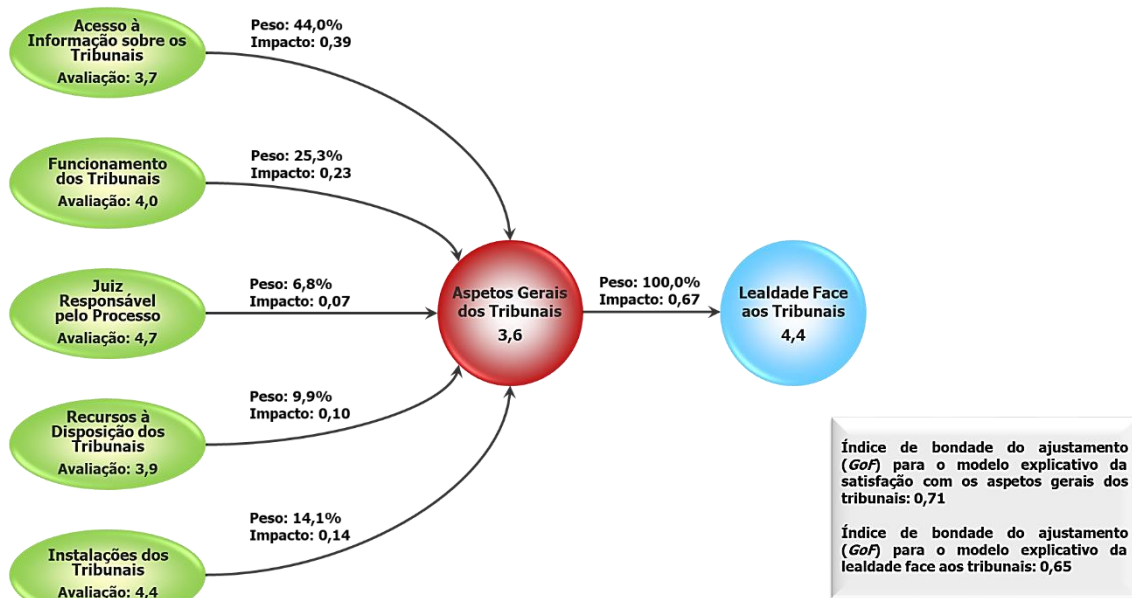 Acesso à
Informação sobre os
Tribunais
Avaliação: 3,7
Peso: 44,0%
Impacto: 0,39
Funcionamento
dos Tribunais
Avaliação: 4,0
Peso: 25,3%
Impacto: 0,23
Juiz
Responsável
pelo Processo
Avaliação: 4,7
Peso: 6,8%
Impacto: 0,07
Recursos à
Disposição dos
Tribunais
Avaliação: 3,9
Peso: 9,9%
Impacto: 0,10
Instalações dos
Tribunais
Avaliação: 4,4
Peso: 14,1%
Impacto: 0,14
Aspetos Gerais
dos Tribunais
3,6
Peso: 100,0%
Impacto: 0,67
Lealdade Face
aos Tribunais
4,4
Índice de bondade do ajustamento
(GoF) para o modelo explicativo da
satisfação com os aspetos gerais dos
tribunais: 0,71
Índice de bondade do ajustamento
(GoF) para o modelo explicativo da
lealdade face aos tribunais: 0,65